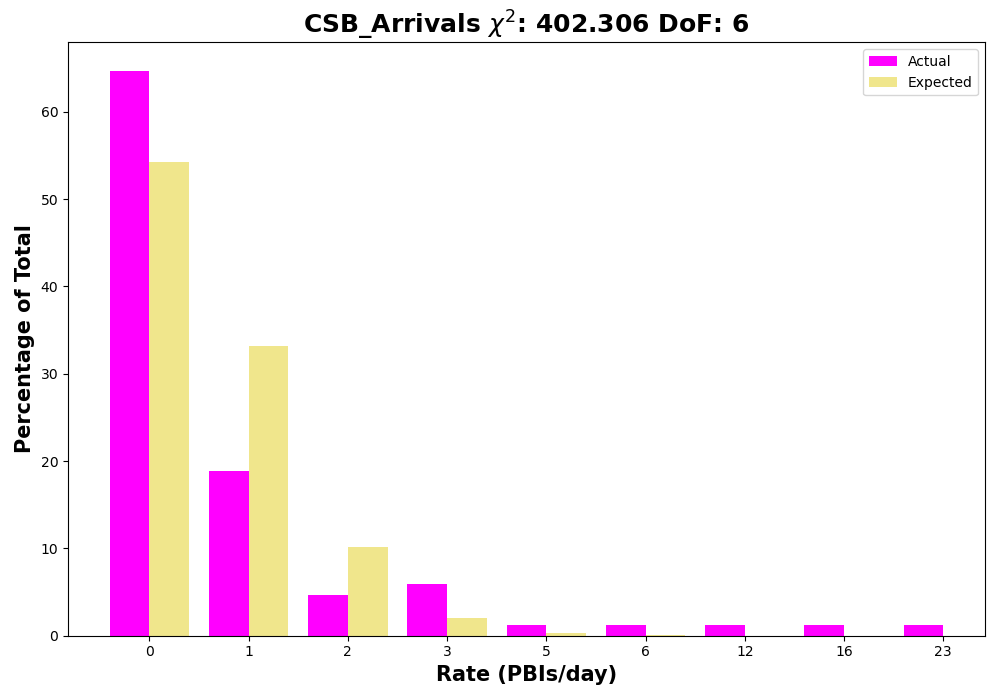 CSB_Arrivals χ²: 402.306 DoF: 6
Actual
Expected
Percentage of Total
60
50
40
30
20
10
0
0 1 2 3 5 6 12 16 23
Rate (PBIs/day)